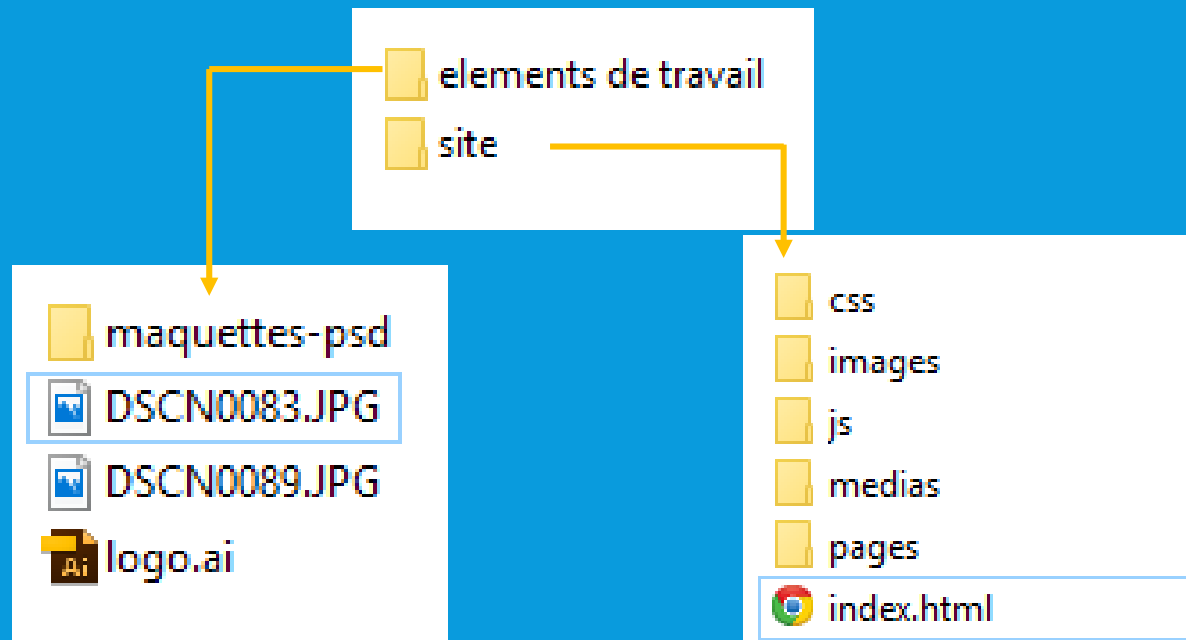 elements de travail
site
maquettes-psd
DSCN0083.JPG
DSCN0089.JPG
Ai logo.ai
css
images
js
medias
pages
index.html